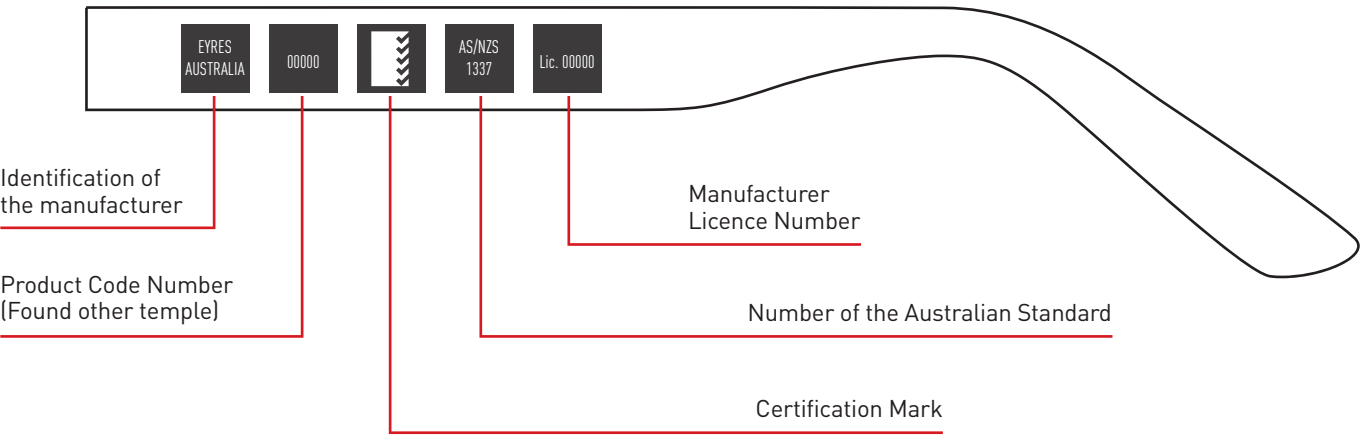 EYRES
AUSTRALIA
00000
AS/NZS
1337
Lic. 00000
Identification of
the manufacturer
Manufacturer
Licence Number
Product Code Number
(Found other temple)
Number of the Australian Standard
Certification Mark